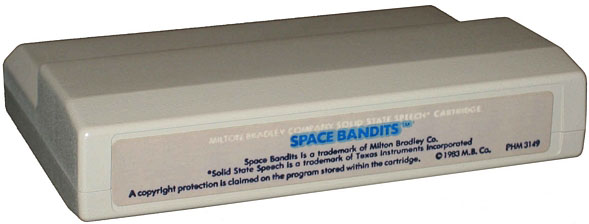 MILTON BRADLEY COMPANY SOLID STATE SPEECH* CARTRIDGE
SPACE BANDITS™
Space Bandits is a trademark of Milton Bradley Co.
*Solid State Speech is a trademark of Texas Instruments Incorporated
A copyright protection is claimed on the program stored within the cartridge. ©1983 M.B. Co. PHM 3149